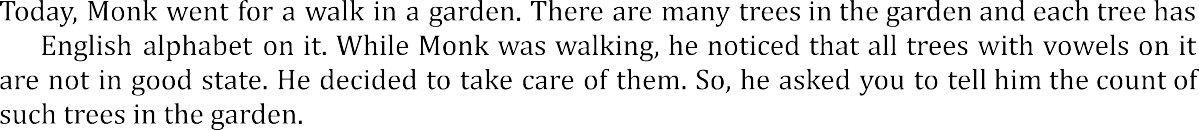 Today, Monk went for a walk in a garden. There are many trees in the garden and each tree has
English alphabet on it. While Monk was walking, he noticed that all trees with vowels on it
are not in good state. He decided to take care of them. So, he asked you to tell him the count of
such trees in the garden.